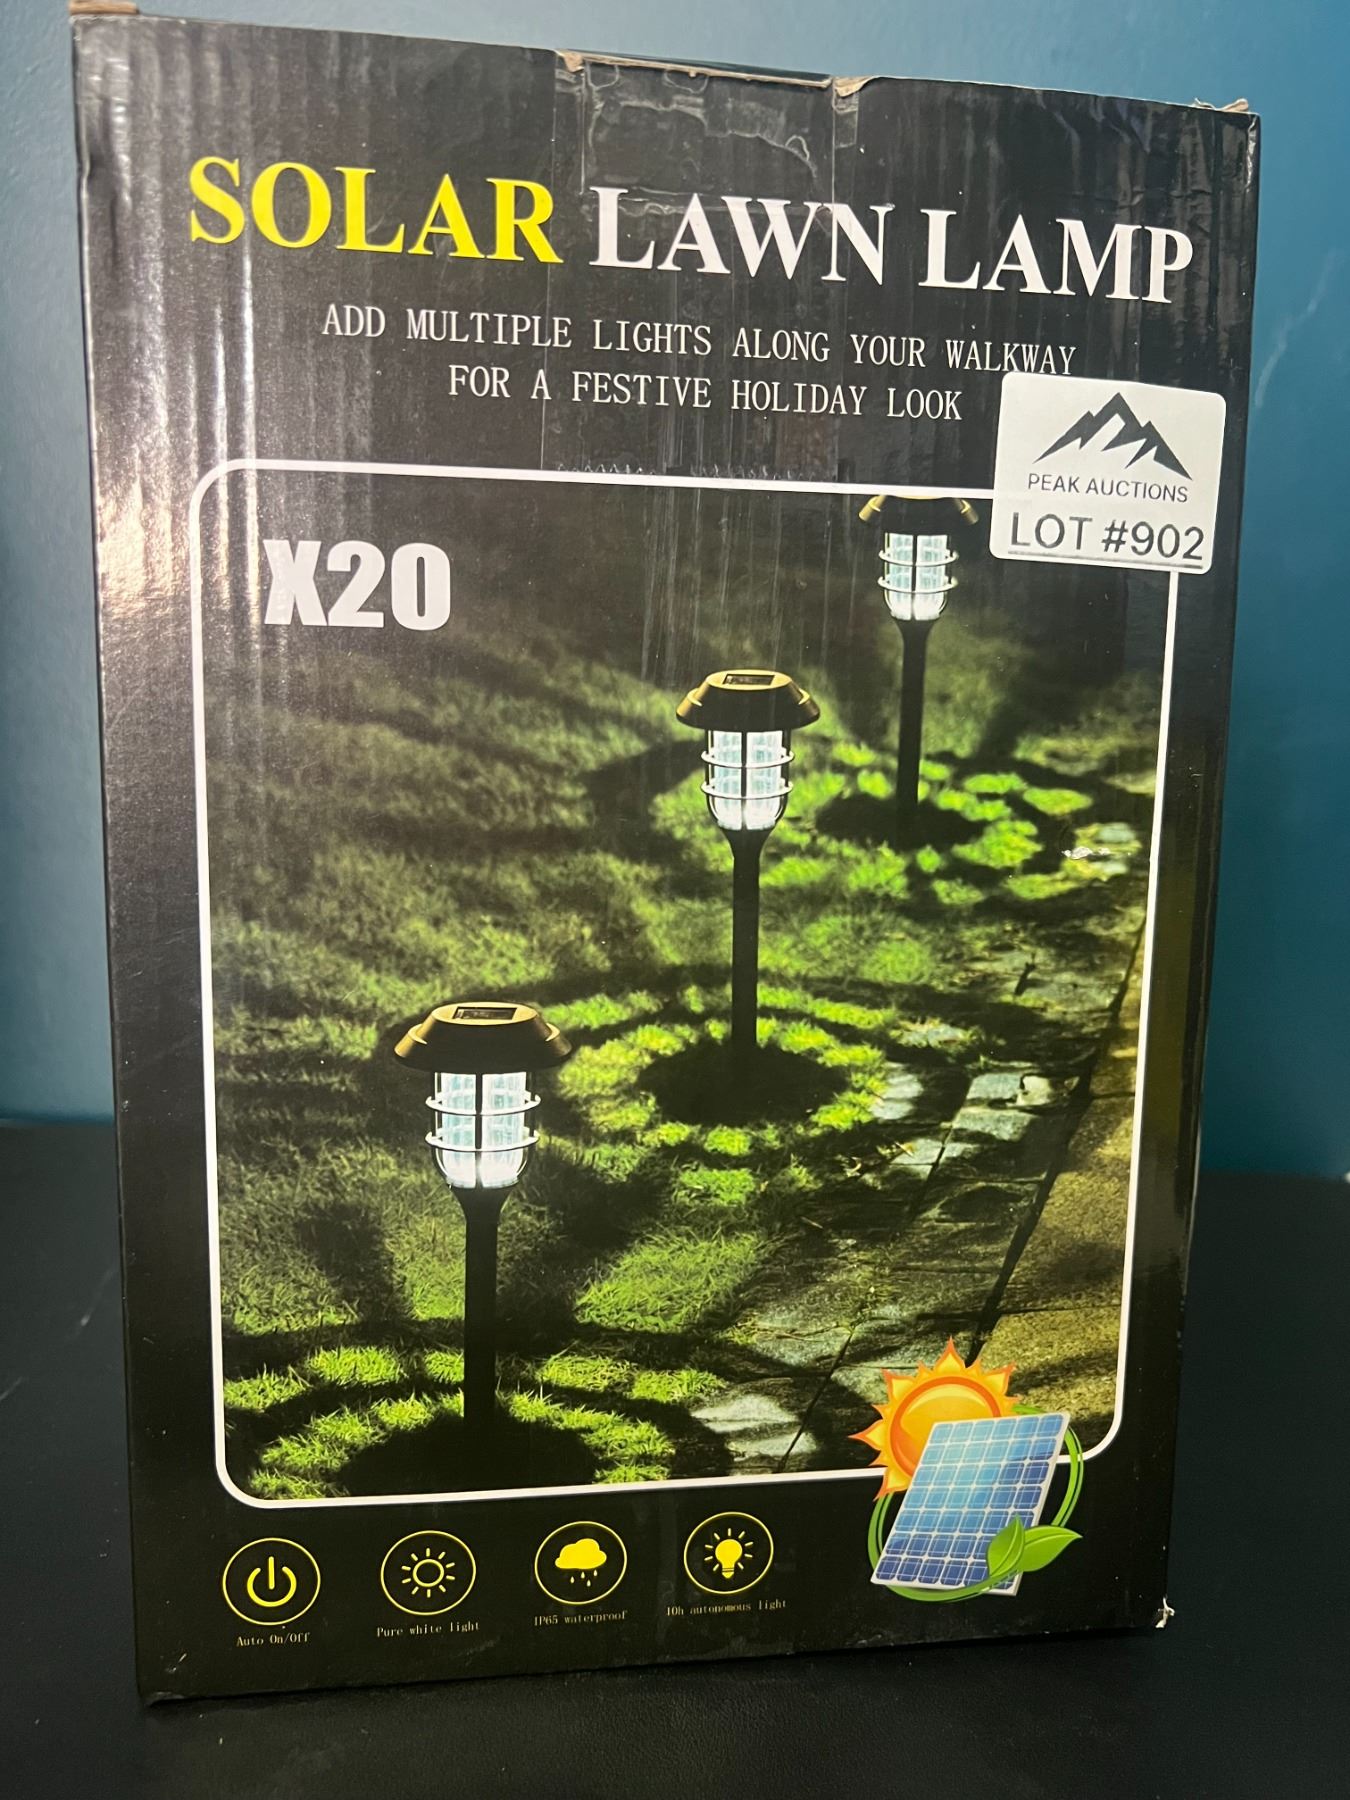 SOLAR LAWN LAMP
ADD MULTIPLE LIGHTS ALONG YOUR WALKWAY
FOR A FESTIVE HOLIDAY LOOK
PEAK AUCTIONS
LOT #902
X20
Auto On/Off
Pure white light
IP65 waterproof
10h autonomous light